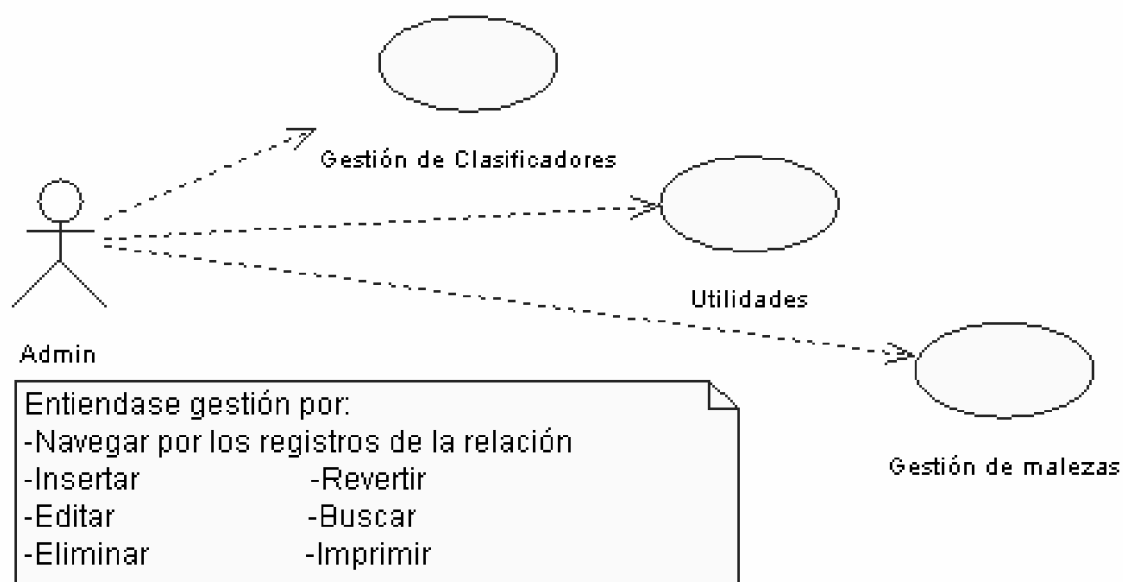 Gestión de Clasificadores
Utilidades
Admin
Gestión de malezas
Entiendase gestión por:
-Navegar por los registros de la relación
-Insertar -Revertir
-Editar -Buscar
-Eliminar -Imprimir